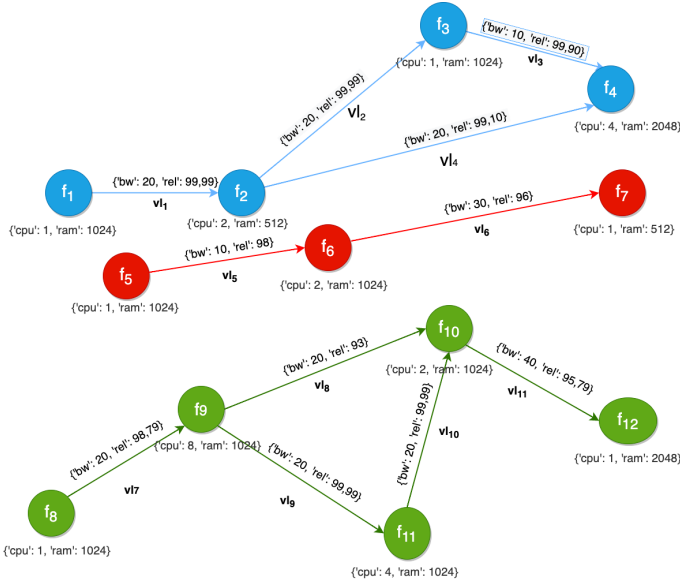 f3
{'bw': 10, 'rel': 99,90}
vl3
{'cpu': 1, 'ram': 1024}
f4
{'cpu': 4, 'ram': 2048}
{'bw': 20, 'rel': 99,99}
vl2
{'bw': 20, 'rel': 99,10}
vl4
f1
{'bw': 20, 'rel': 99,99}
vl1
{'cpu': 1, 'ram': 1024}
f2
{'cpu': 2, 'ram': 512}
f7
{'cpu': 1, 'ram': 512}
{'bw': 30, 'rel': 96}
vl6
f6
{'cpu': 2, 'ram': 1024}
{'bw': 10, 'rel': 98}
vl5
f5
{'cpu': 1, 'ram': 1024}
f10
{'cpu': 2, 'ram': 1024}
{'bw': 20, 'rel': 93}
vl8
{'bw': 40, 'rel': 95,79}
vl11
f12
{'cpu': 1, 'ram': 2048}
f9
{'cpu': 8, 'ram': 1024}
{'bw': 20, 'rel': 99,99}
vl10
{'bw': 20, 'rel': 98,79}
vl7
{'bw': 20, 'rel': 99,99}
vl9
f8
{'cpu': 1, 'ram': 1024}
f11
{'cpu': 4, 'ram': 1024}